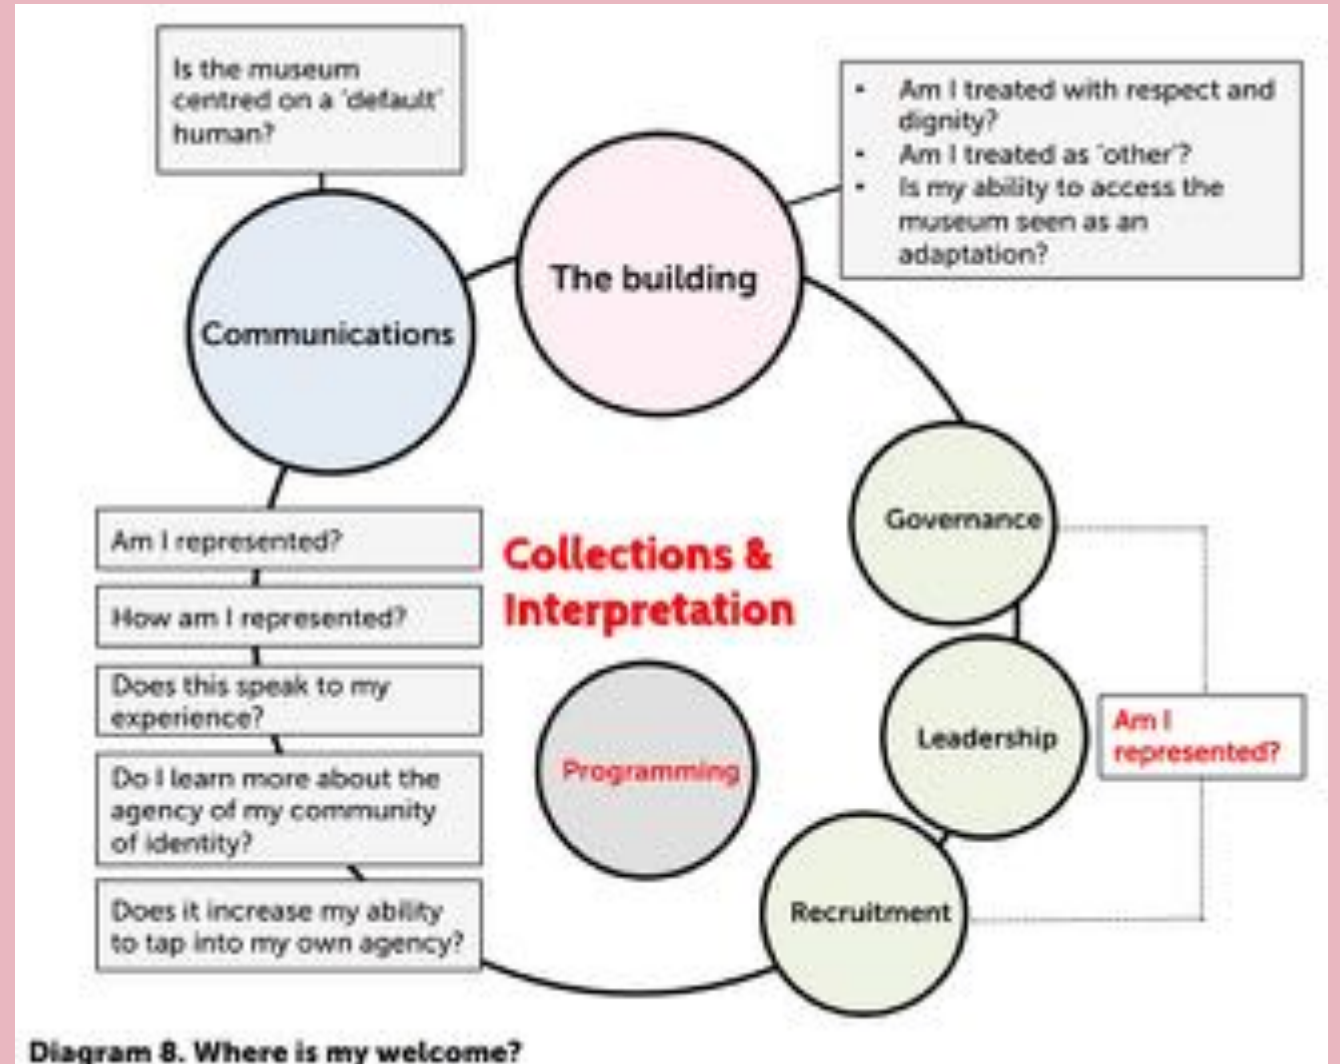 Is the museum
centred on a 'default'
human?
• Am I treated with respect and
dignity?
• Am I treated as 'other'?
• Is my ability to access the
museum seen as an
adaptation?
The building
Communications
Governance
Am I represented?
Collections &
Interpretation
How am I represented?
Does this speak to my
experience?
Leadership
Am I
represented?
Programming
Do I learn more about the
agency of my community
of identity?
Recruitment
Does it increase my ability
to tap into my own agency?
Diagram 8. Where is my welcome?